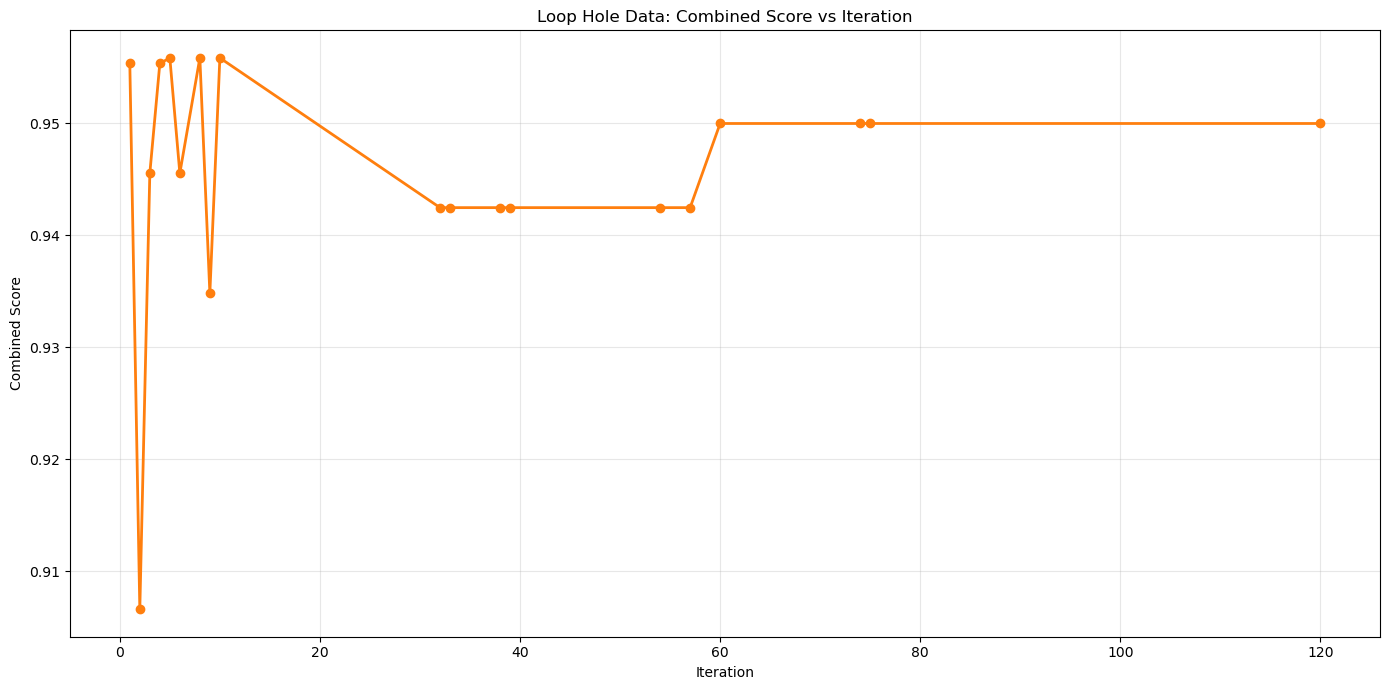 Loop Hole Data: Combined Score vs Iteration
0.95
0.94
0.93
0.92
0.91
Combined Score
0 20 40 60 80 100 120
Iteration